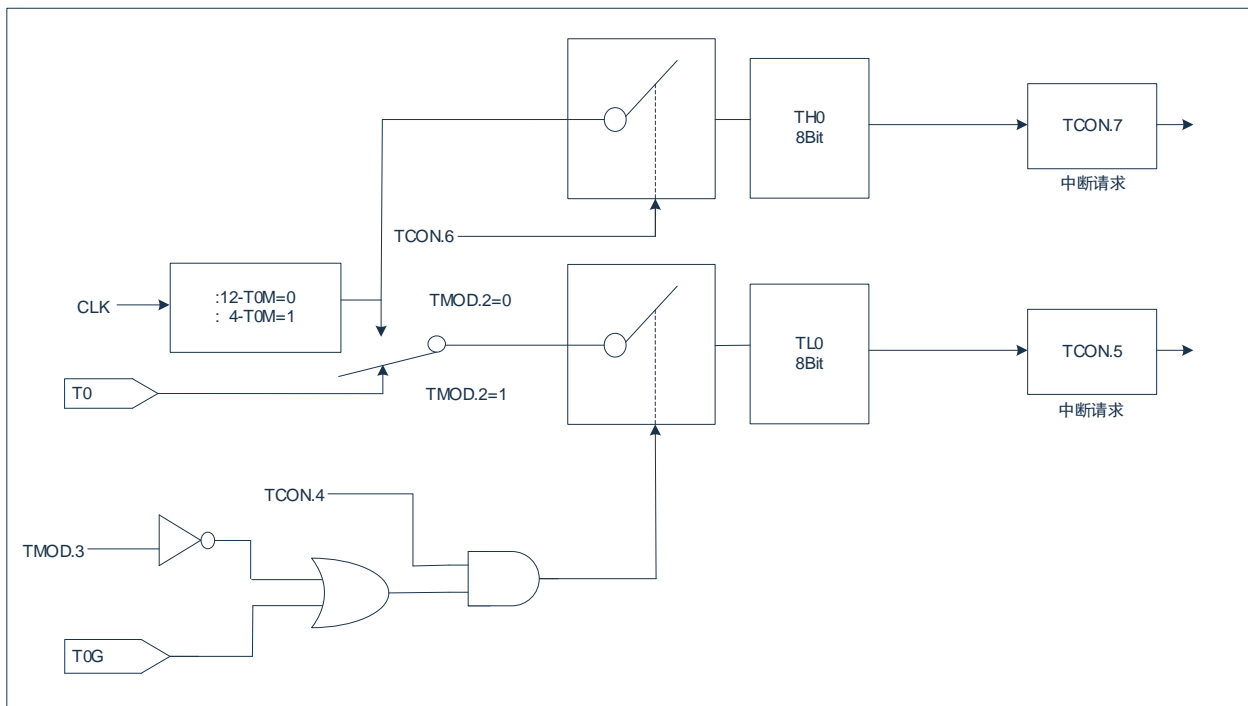 TH0
8Bit
TCON.7
中断请求
TCON.6
CLK
:12-T0M=0
: 4-T0M=1
TMOD.2=0
TL0
8Bit
TCON.5
中断请求
T0
TMOD.2=1
TCON.4
TMOD.3
T0G